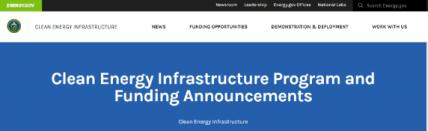 ENERGY.GOV
Newsroom Leadership Energy.gov Offices National Labs Search Energy.gov
CLEAN ENERGY INFRASTRUCTURE NEWS FUNDING OPPORTUNITIES DEMONSTRATION & DEPLOYMENT WORK WITH US
Clean Energy Infrastructure Program and
Funding Announcements
Clean Energy Infrastructure